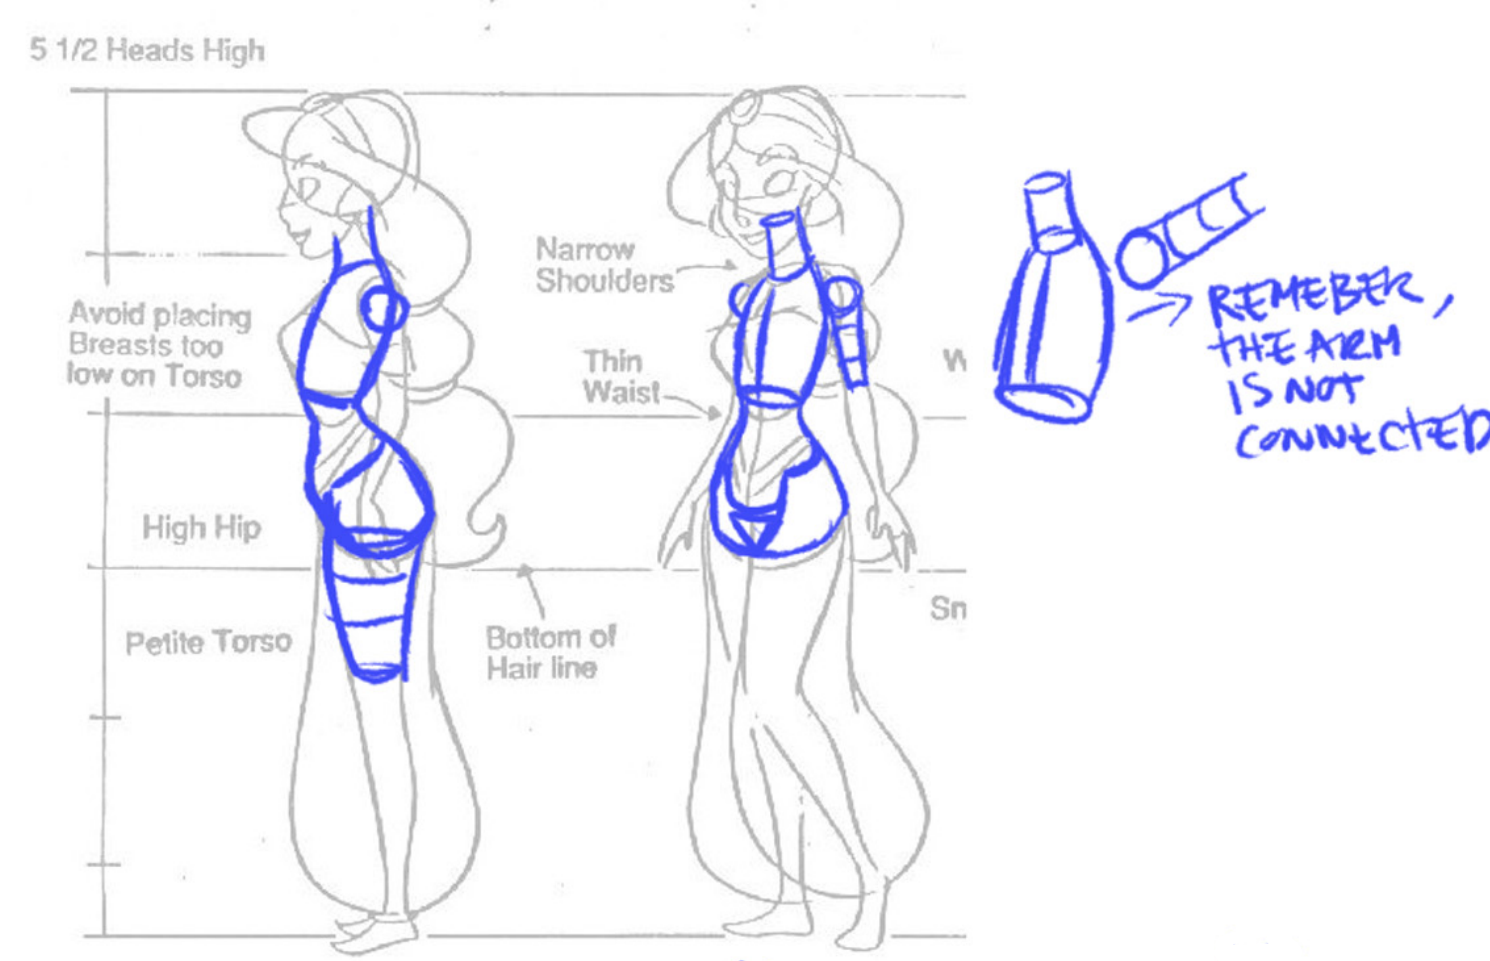 5 1/2 Heads High
Narrow
Shoulders
Avoid placing
Breasts too
low on Torso
Thin
Waist
W
REMEBER,
THE ARM
IS NOT
CONNECTED
High Hip
Sn
Petite Torso
Bottom of
Hair line